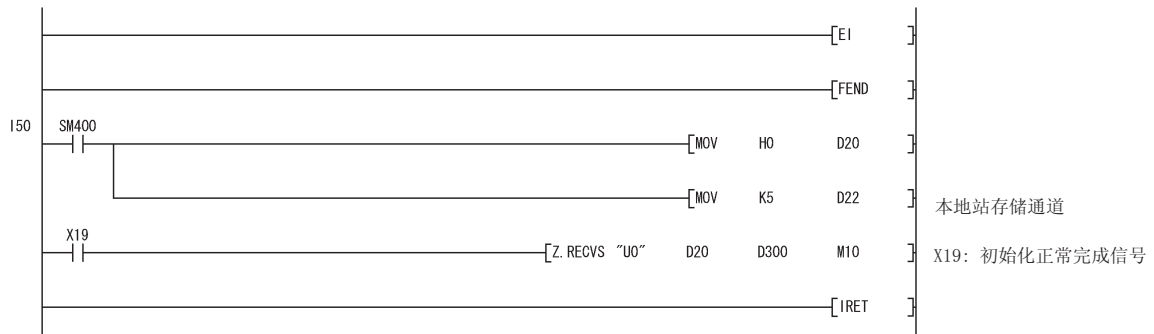 [EI ]
[FEND ]
I50 SM400 [MOV H0 D20 ]
[MOV K5 D22 ] 本地站存储通道
X19 [Z.RECVS "U0" D20 D300 M10 ] X19: 初始化正常完成信号
[IRET ]